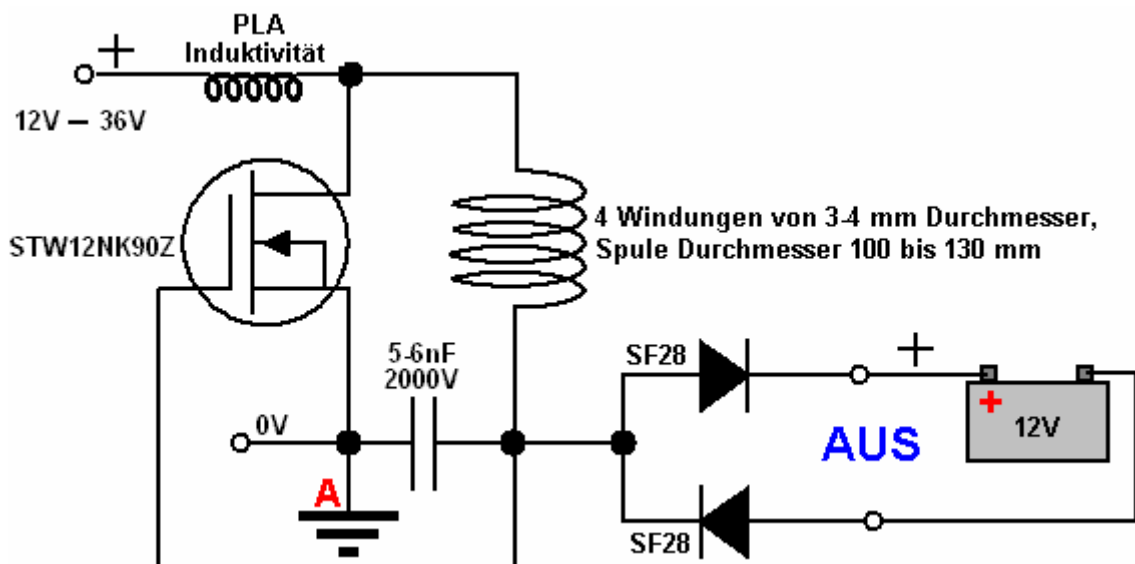 PLA
Induktivität
+
12V – 36V
STW12NK90Z
4 Windungen von 3-4 mm Durchmesser,
Spule Durchmesser 100 bis 130 mm
5-6nF
2000V
SF28
+
0V
AUS
+
12V
A
SF28